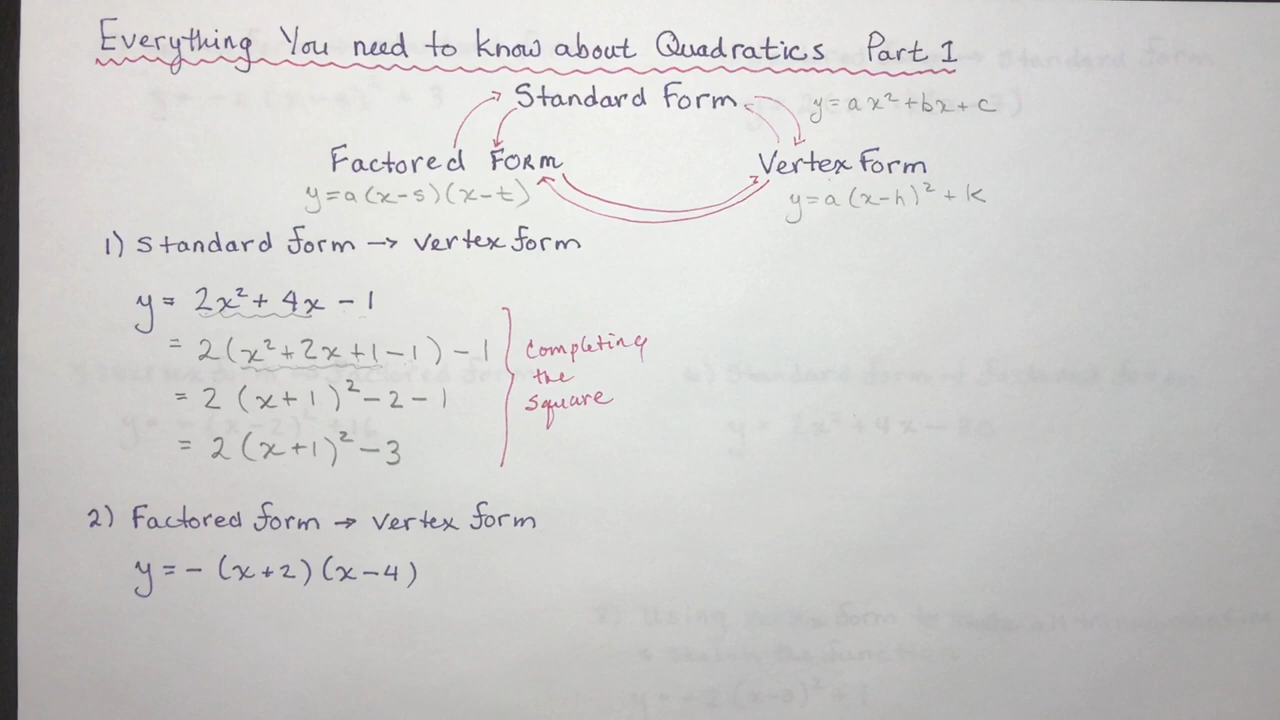 Everything You need to know about Quadratics Part 1
Standard Form y=ax²+bx+c
Factored FORM Vertex Form
y=a(x-s)(x-t) y=a(x-h)²+k
1) Standard form → vertex form
y= 2x²+4x-1
= 2(x²+2x+1-1)-1
= 2(x+1)²-2-1
= 2(x+1)²-3
Completing
the
square
2) Factored form → vertex form
y=-(x+2)(x-4)